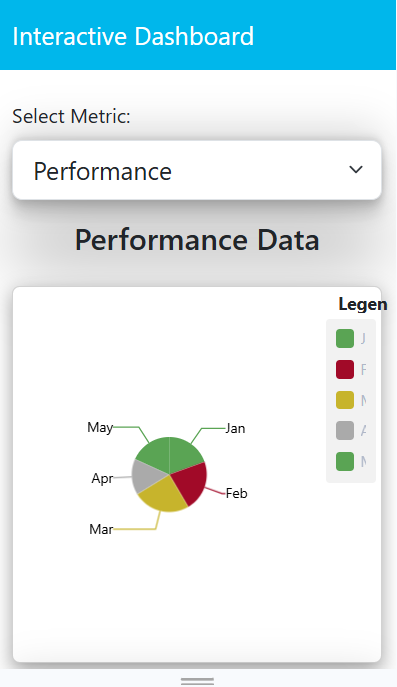 Interactive Dashboard
Select Metric:
Performance
Performance Data
Legen
J
F
M
A
M
May
Jan
Apr
Feb
Mar